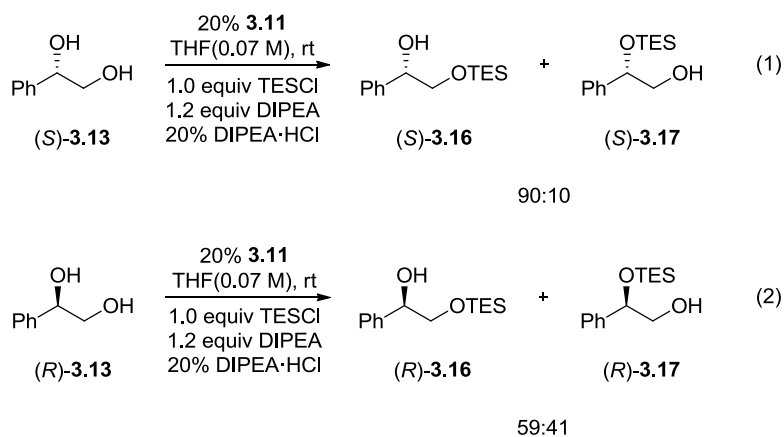 20% 3.11
THF(0.07 M), rt
1.0 equiv TESCl
1.2 equiv DIPEA
20% DIPEA·HCl
OH
OH
Ph
(S)-3.13
OH
OTES
Ph
(S)-3.16
+
OTES
OH
Ph
(S)-3.17
(1)
90:10
20% 3.11
THF(0.07 M), rt
1.0 equiv TESCl
1.2 equiv DIPEA
20% DIPEA·HCl
OH
OH
Ph
(R)-3.13
OH
OTES
Ph
(R)-3.16
+
OTES
OH
Ph
(R)-3.17
(2)
59:41